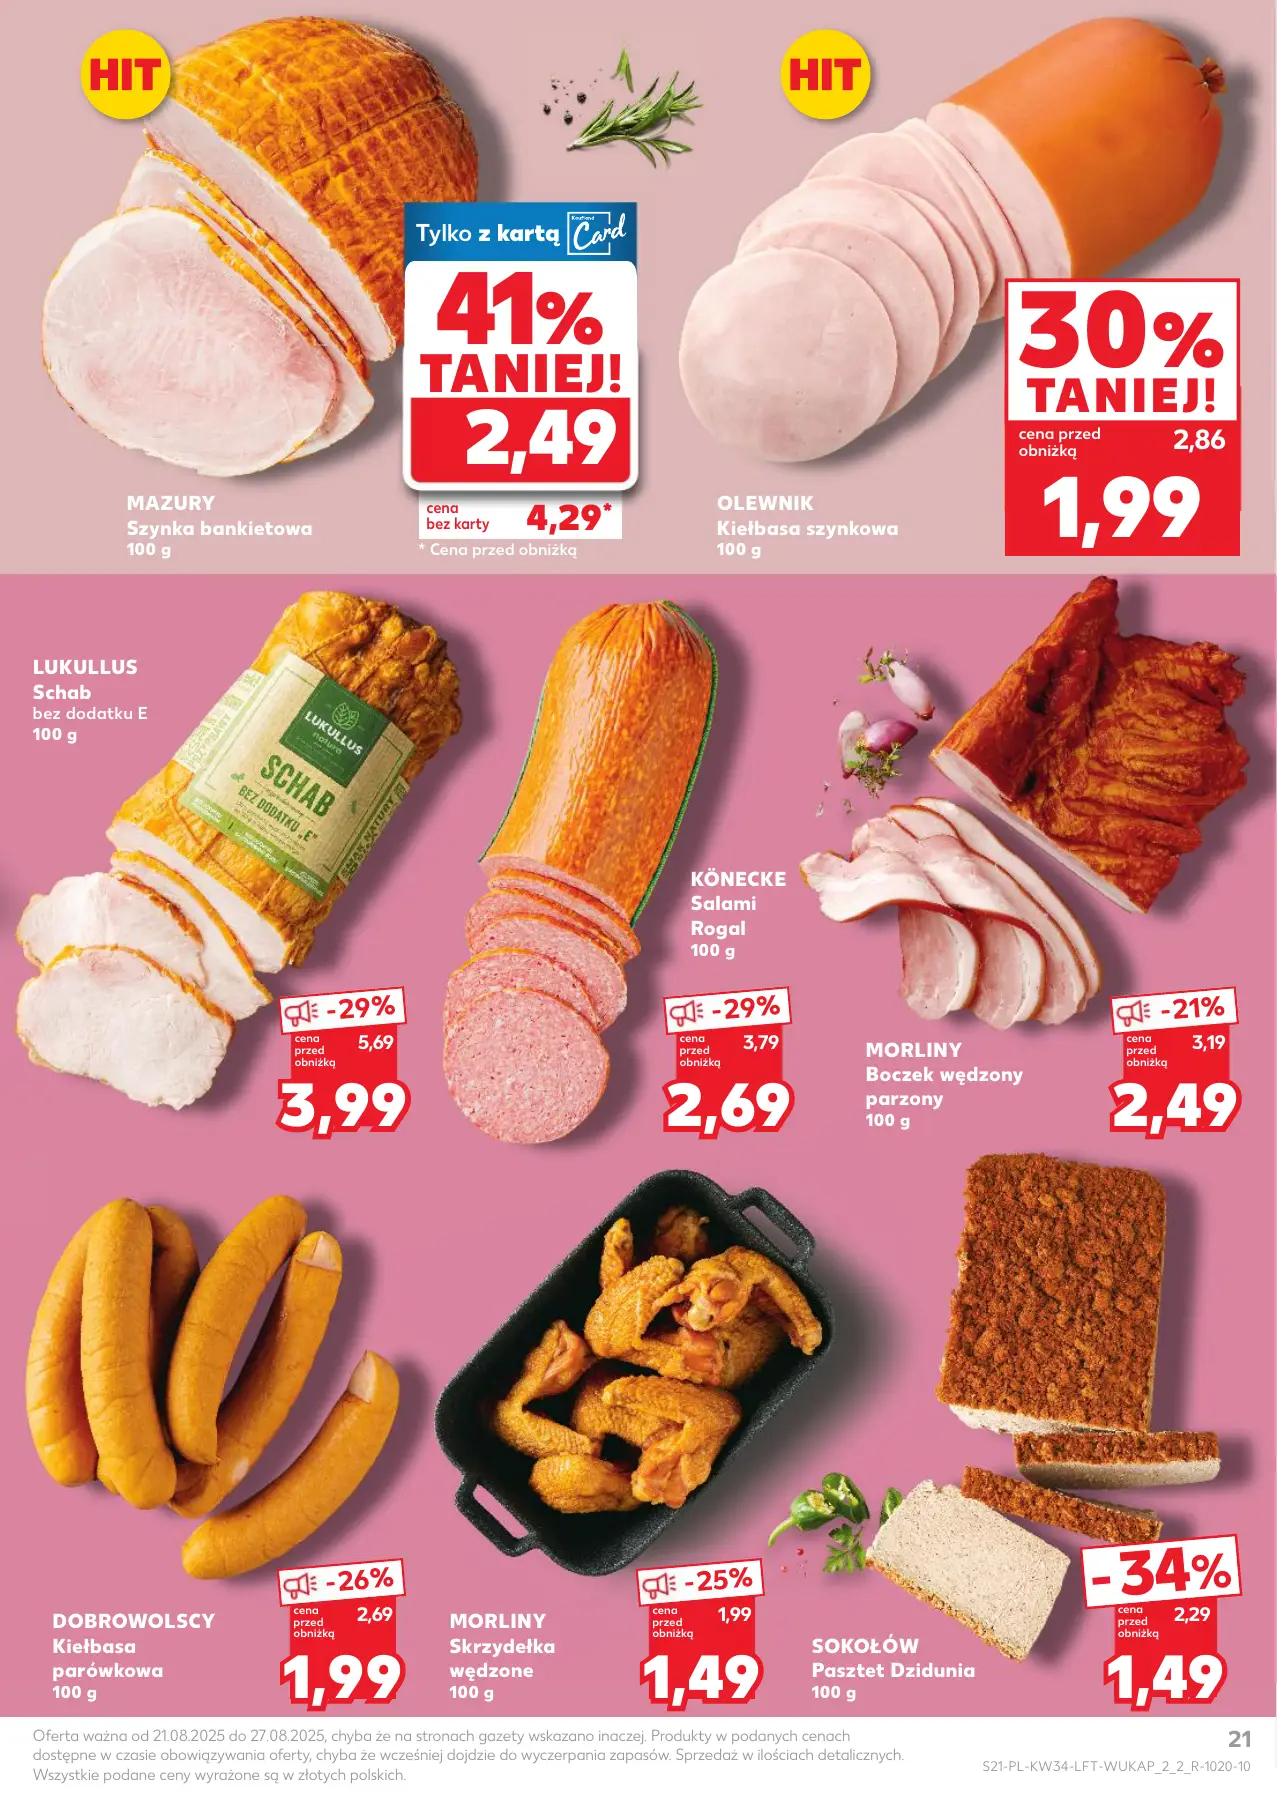 HIT
Tylko z kartą
Kaufland
Card
41%
TANIEJ!
2,49
cena
bez karty
4,29*
* Cena przed obniżką
MAZURY
Szynka bankietowa
100 g
HIT
30%
TANIEJ!
cena przed
obniżką
2,86
1,99
OLEWNIK
Kiełbasa szynkowa
100 g
LUKULLUS
Schab
bez dodatku E
100 g
LUKULLUS
nature
SCHAB
BEZ DODATKU „E”
-29%
cena
przed
obniżką
5,69
3,99
KÖNECKE
Salami
Rogal
100 g
-29%
cena
przed
obniżką
3,79
2,69
MORLINY
Boczek wędzony
parzony
100 g
-21%
cena
przed
obniżką
3,19
2,49
DOBROWOLSCY
Kiełbasa
parówkowa
100 g
-26%
cena
przed
obniżką
2,69
1,99
MORLINY
Skrzydełka
wędzone
100 g
-25%
cena
przed
obniżką
1,99
1,49
SOKOŁÓW
Pasztet Dzidunia
100 g
-34%
cena
przed
obniżką
2,29
1,49
Oferta ważna od 21.08.2025 do 27.08.2025, chyba że na stronach gazety wskazano inaczej. Produkty w podanych cenach
dostępne w czasie obowiązywania oferty, chyba że wcześniej dojdzie do wyczerpania zapasów. Sprzedaż w ilościach detalicznych.
Wszystkie podane ceny wyrażone są w złotych polskich.
21
S21-PL-KW34-LFT-WUKAP_2_2_R-1020-10